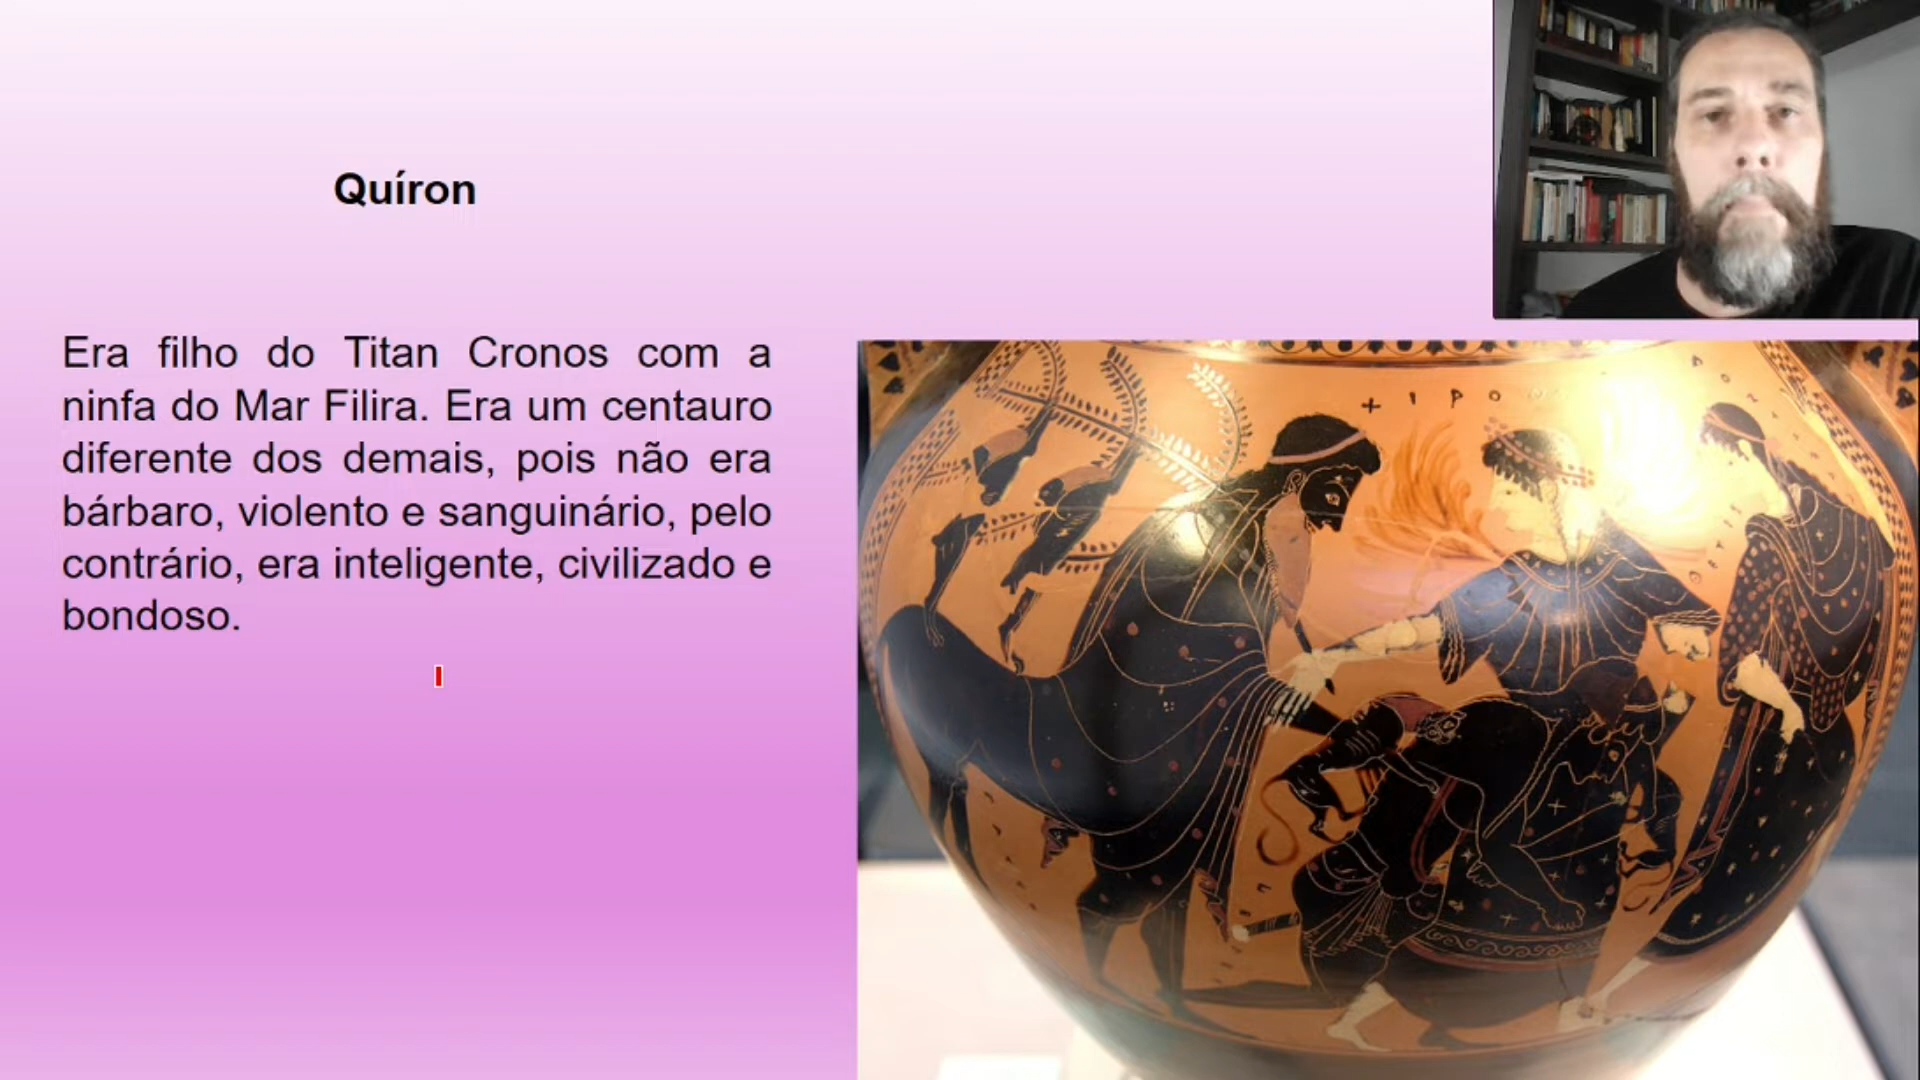 Quíron
Era filho do Titan Cronos com a
ninfa do Mar Filira. Era um centauro
diferente dos demais, pois não era
bárbaro, violento e sanguinário, pelo
contrário, era inteligente, civilizado e
bondoso.